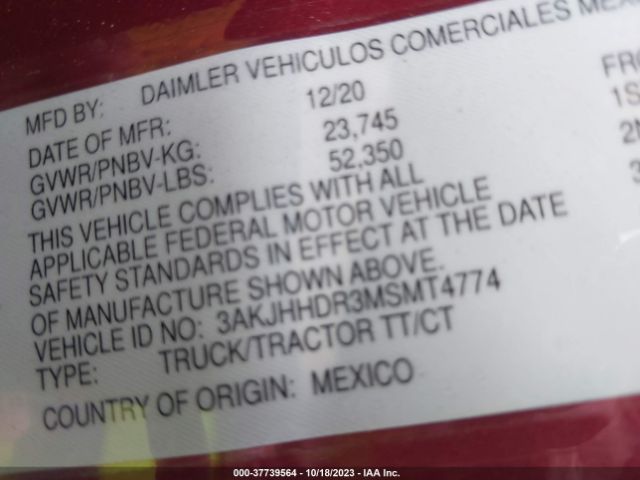 MFD BY: DAIMLER VEHICULOS COMERCIALES
DATE OF MFR: 12/20
GVWR/PNBV-KG: 23,745
GVWR/PNBV-LBS: 52,350
THIS VEHICLE COMPLIES WITH ALL
APPLICABLE FEDERAL MOTOR VEHICLE
SAFETY STANDARDS IN EFFECT AT THE DATE
OF MANUFACTURE SHOWN ABOVE.
VEHICLE ID NO: 3AKJHHDR3MSMT4774
TYPE: TRUCK/TRACTOR TT/CT
COUNTRY OF ORIGIN: MEXICO
000-37739564 - 10/18/2023 - IAA Inc.